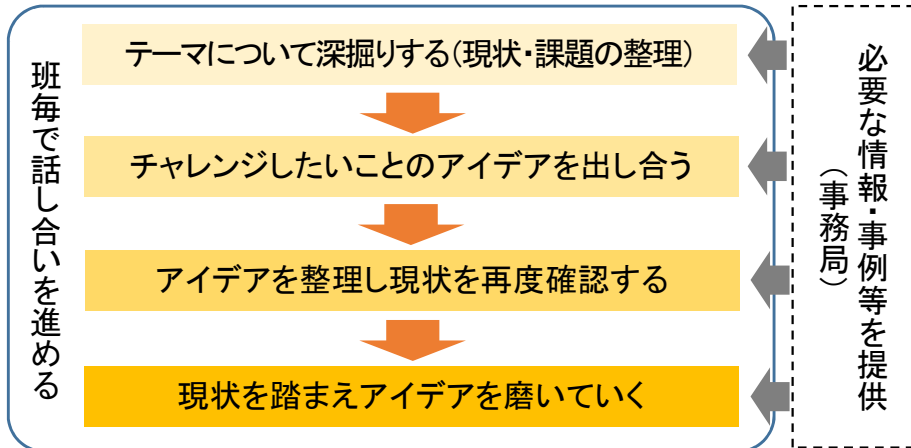 班毎で話し合いを進める
テーマについて深掘りする(現状・課題の整理)
チャレンジしたいことのアイデアを出し合う
アイデアを整理し現状を再度確認する
現状を踏まえアイデアを磨いていく
必要な情報・事例等を提供
(事務局)